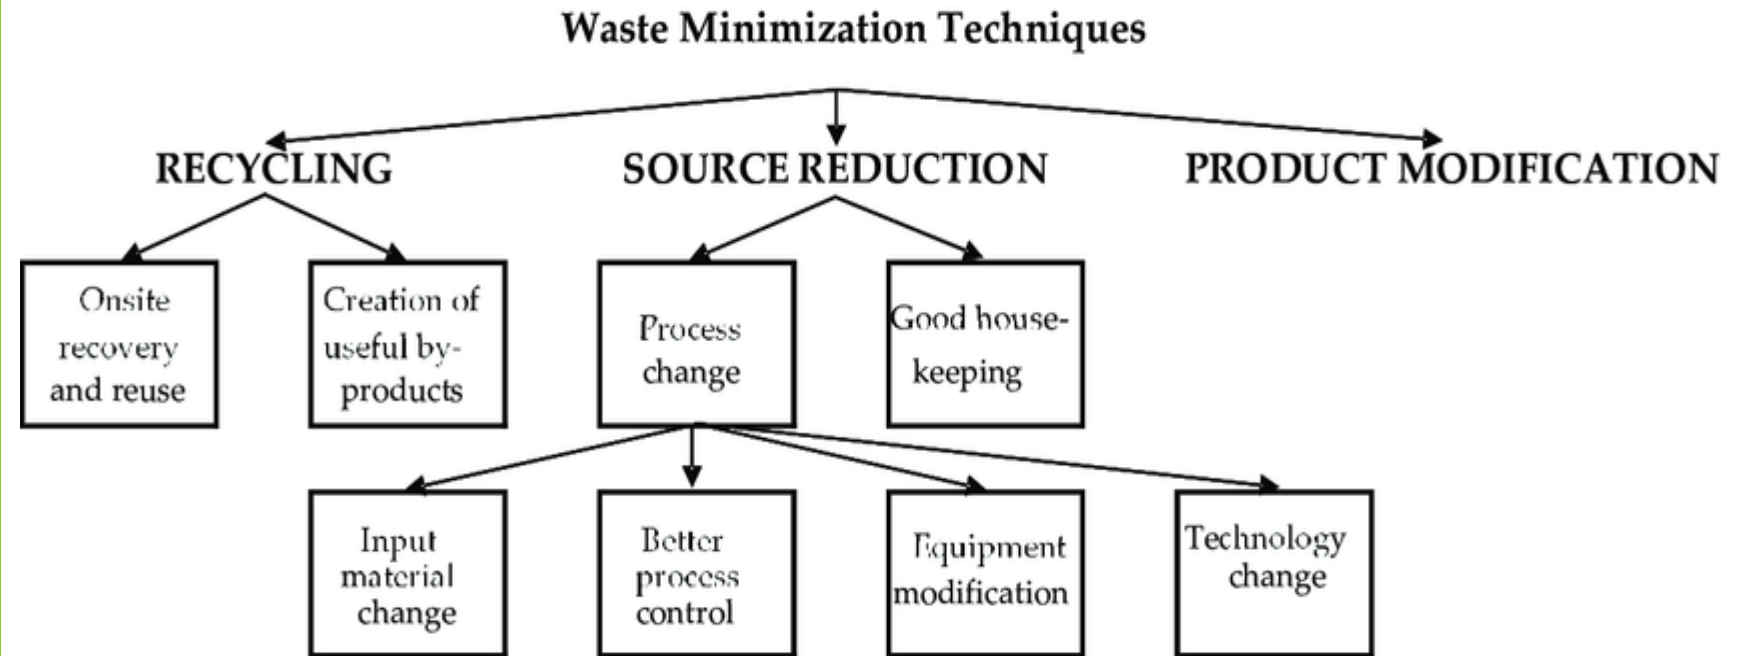 Waste Minimization Techniques
RECYCLING
SOURCE REDUCTION
PRODUCT MODIFICATION
Onsite
recovery
and reuse
Creation of
useful by-
products
Process
change
Good house-
keeping
Input
material
change
Better
process
control
Equipment
modification
Technology
change